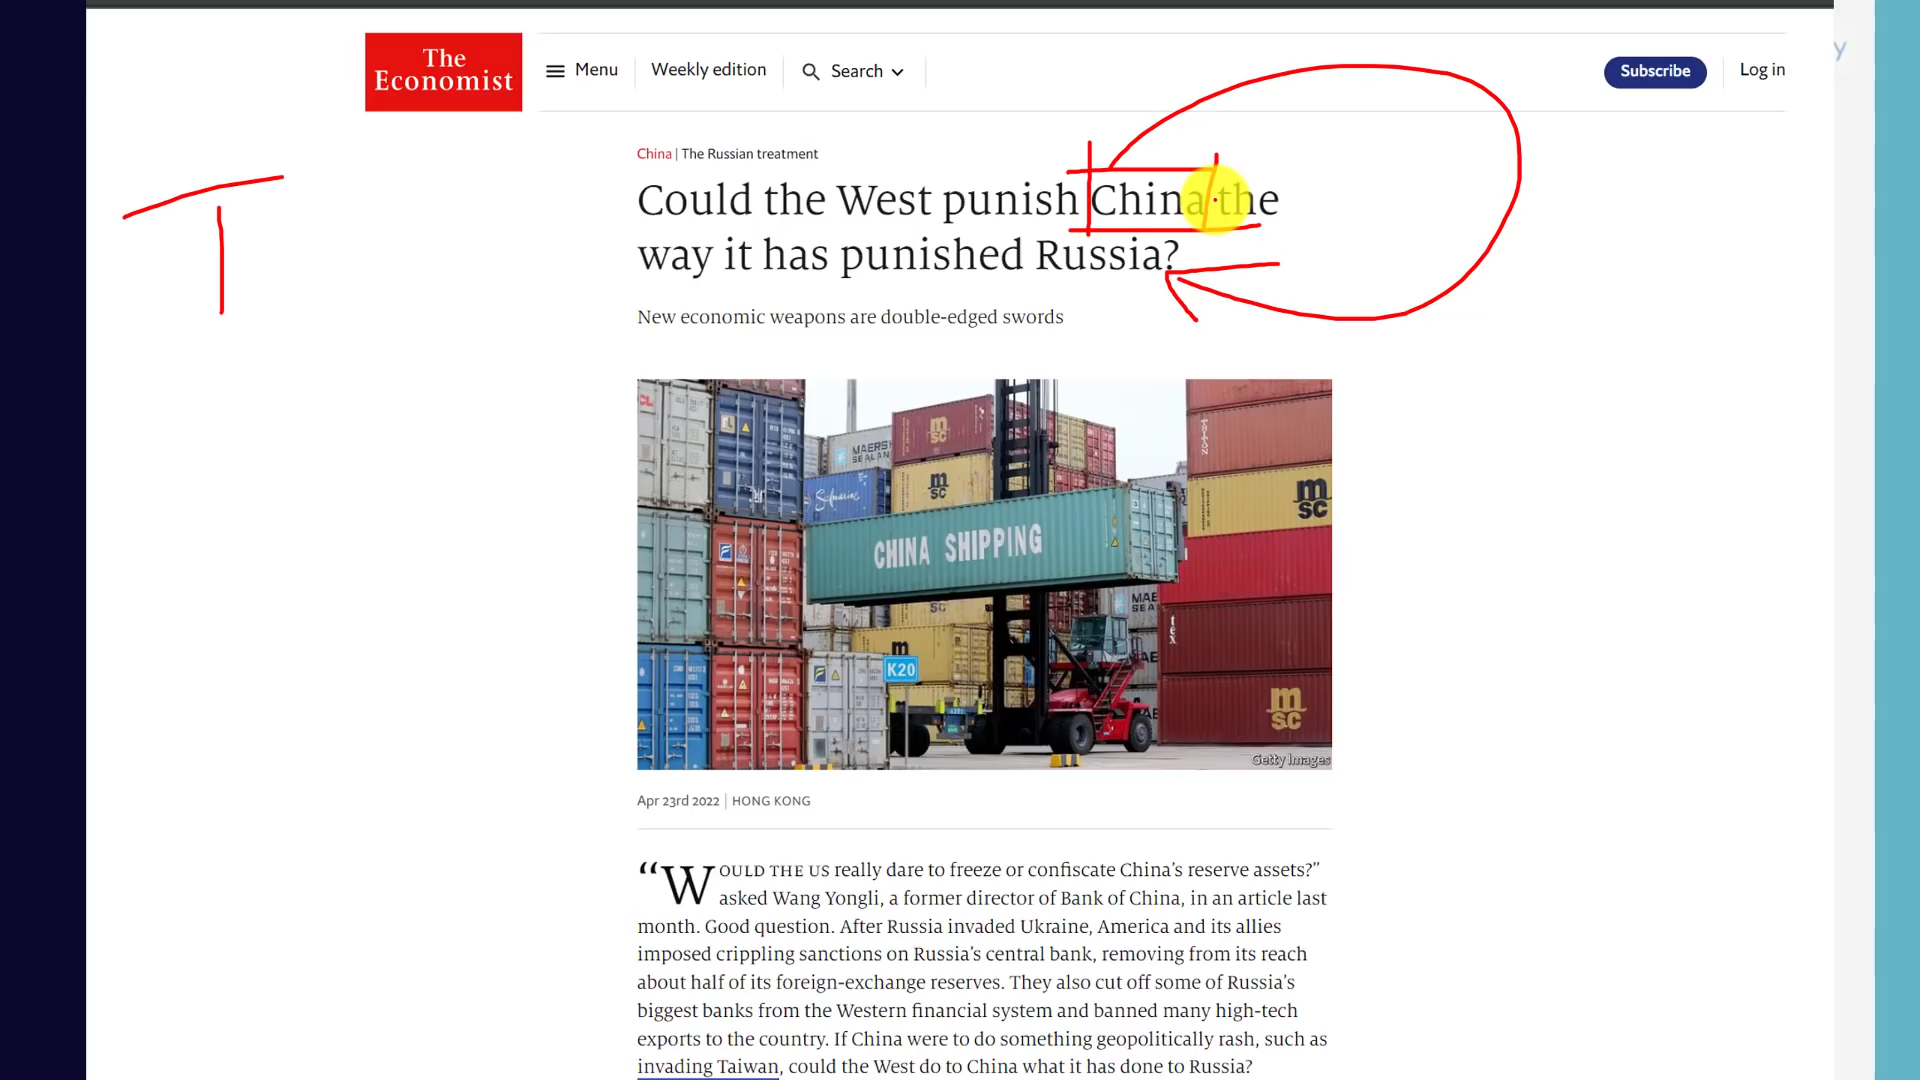 The
Economist
Menu
Weekly edition
Search
Subscribe
Log in
y
T
China | The Russian treatment
Could the West punish China the
way it has punished Russia?
New economic weapons are double-edged swords
MAERSK
SEALAND
msc
msc
msc
CHINA SHIPPING
tex
K20
m
msc
Getty Images
Apr 23rd 2022 | HONG KONG
“WOULD THE US really dare to freeze or confiscate China’s reserve assets?”
asked Wang Yongli, a former director of Bank of China, in an article last
month. Good question. After Russia invaded Ukraine, America and its allies
imposed crippling sanctions on Russia’s central bank, removing from its reach
about half of its foreign-exchange reserves. They also cut off some of Russia’s
biggest banks from the Western financial system and banned many high-tech
exports to the country. If China were to do something geopolitically rash, such as
invading Taiwan, could the West do to China what it has done to Russia?